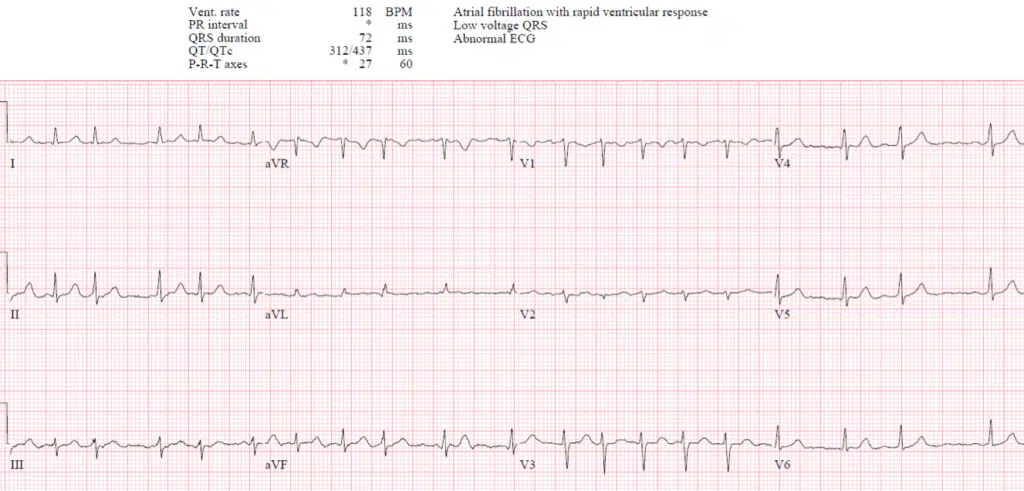 Vent. rate 118 BPM Atrial fibrillation with rapid ventricular response
PR interval * ms Low voltage QRS
QRS duration 72 ms Abnormal ECG
QT/QTc 312/437 ms
P-R-T axes * 27 60
I aVR V1 V4
II aVL V2 V5
III aVF V3 V6